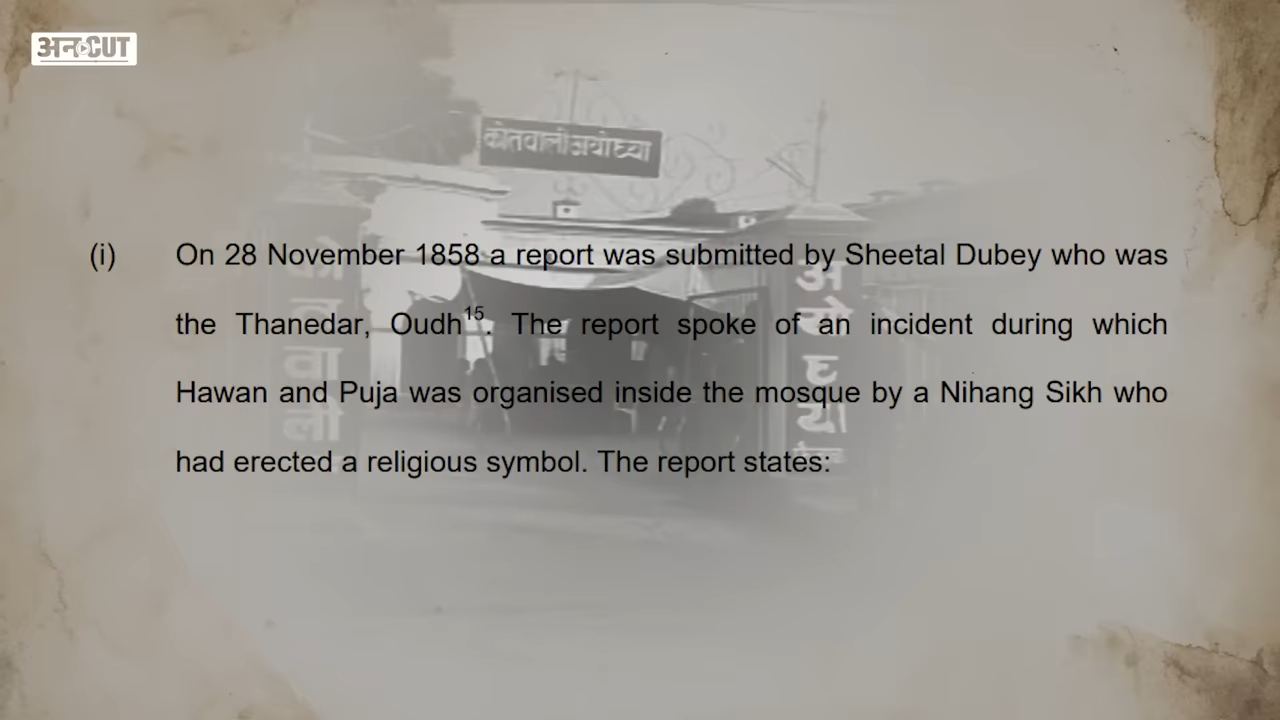 अनCUT
कोतवाली अयोध्या
(i) On 28 November 1858 a report was submitted by Sheetal Dubey who was
the Thanedar, Oudh15. The report spoke of an incident during which
Hawan and Puja was organised inside the mosque by a Nihang Sikh who
had erected a religious symbol. The report states:
कोतवाली